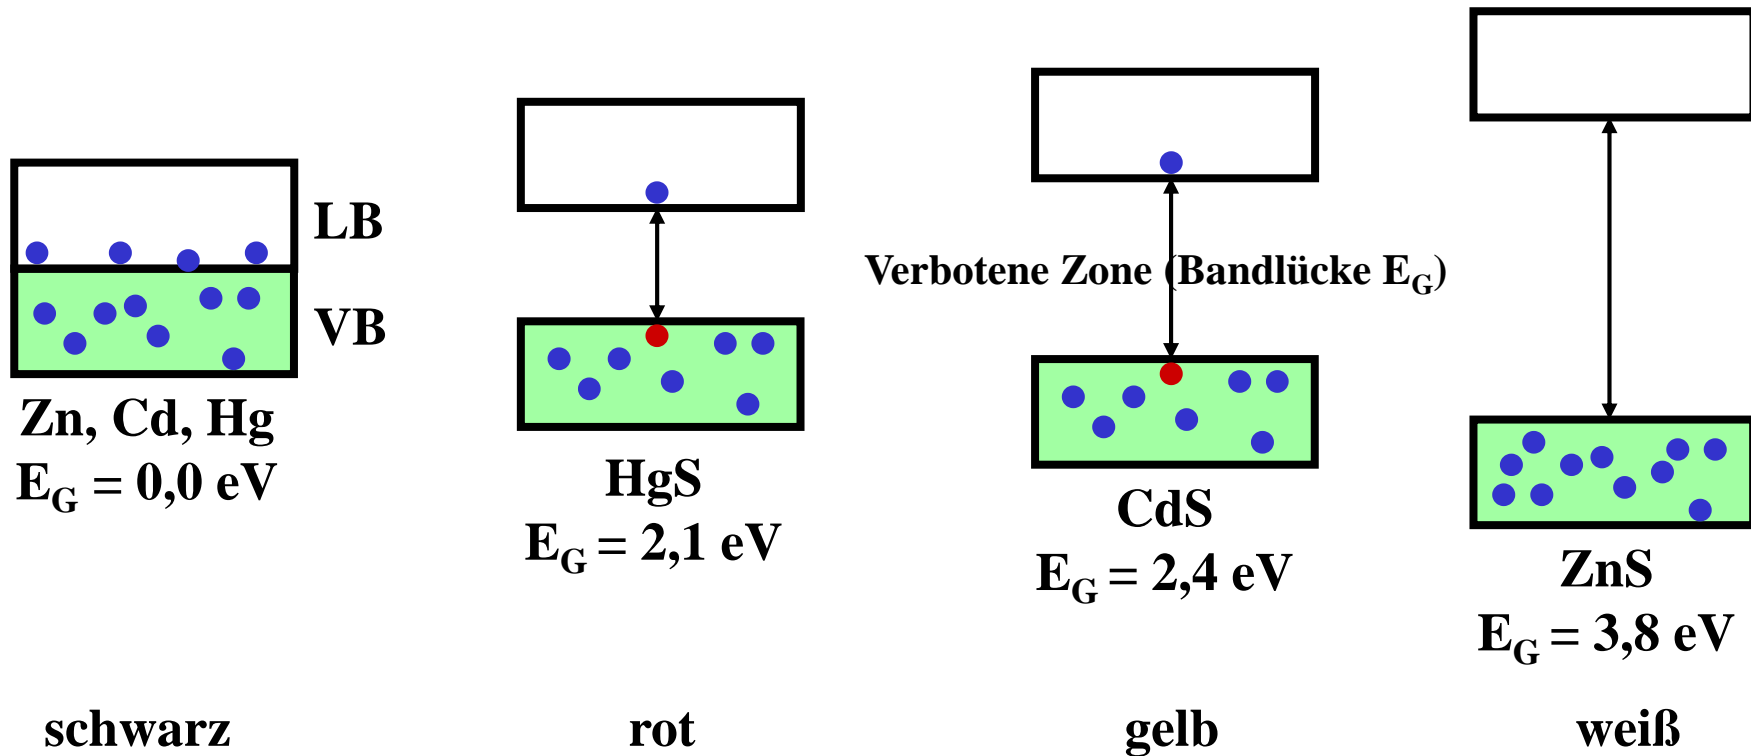 LB
VB
Zn, Cd, Hg
E_G = 0,0 eV
schwarz
HgS
E_G = 2,1 eV
rot
Verbotene Zone (Bandlücke E_G)
CdS
E_G = 2,4 eV
gelb
ZnS
E_G = 3,8 eV
weiß